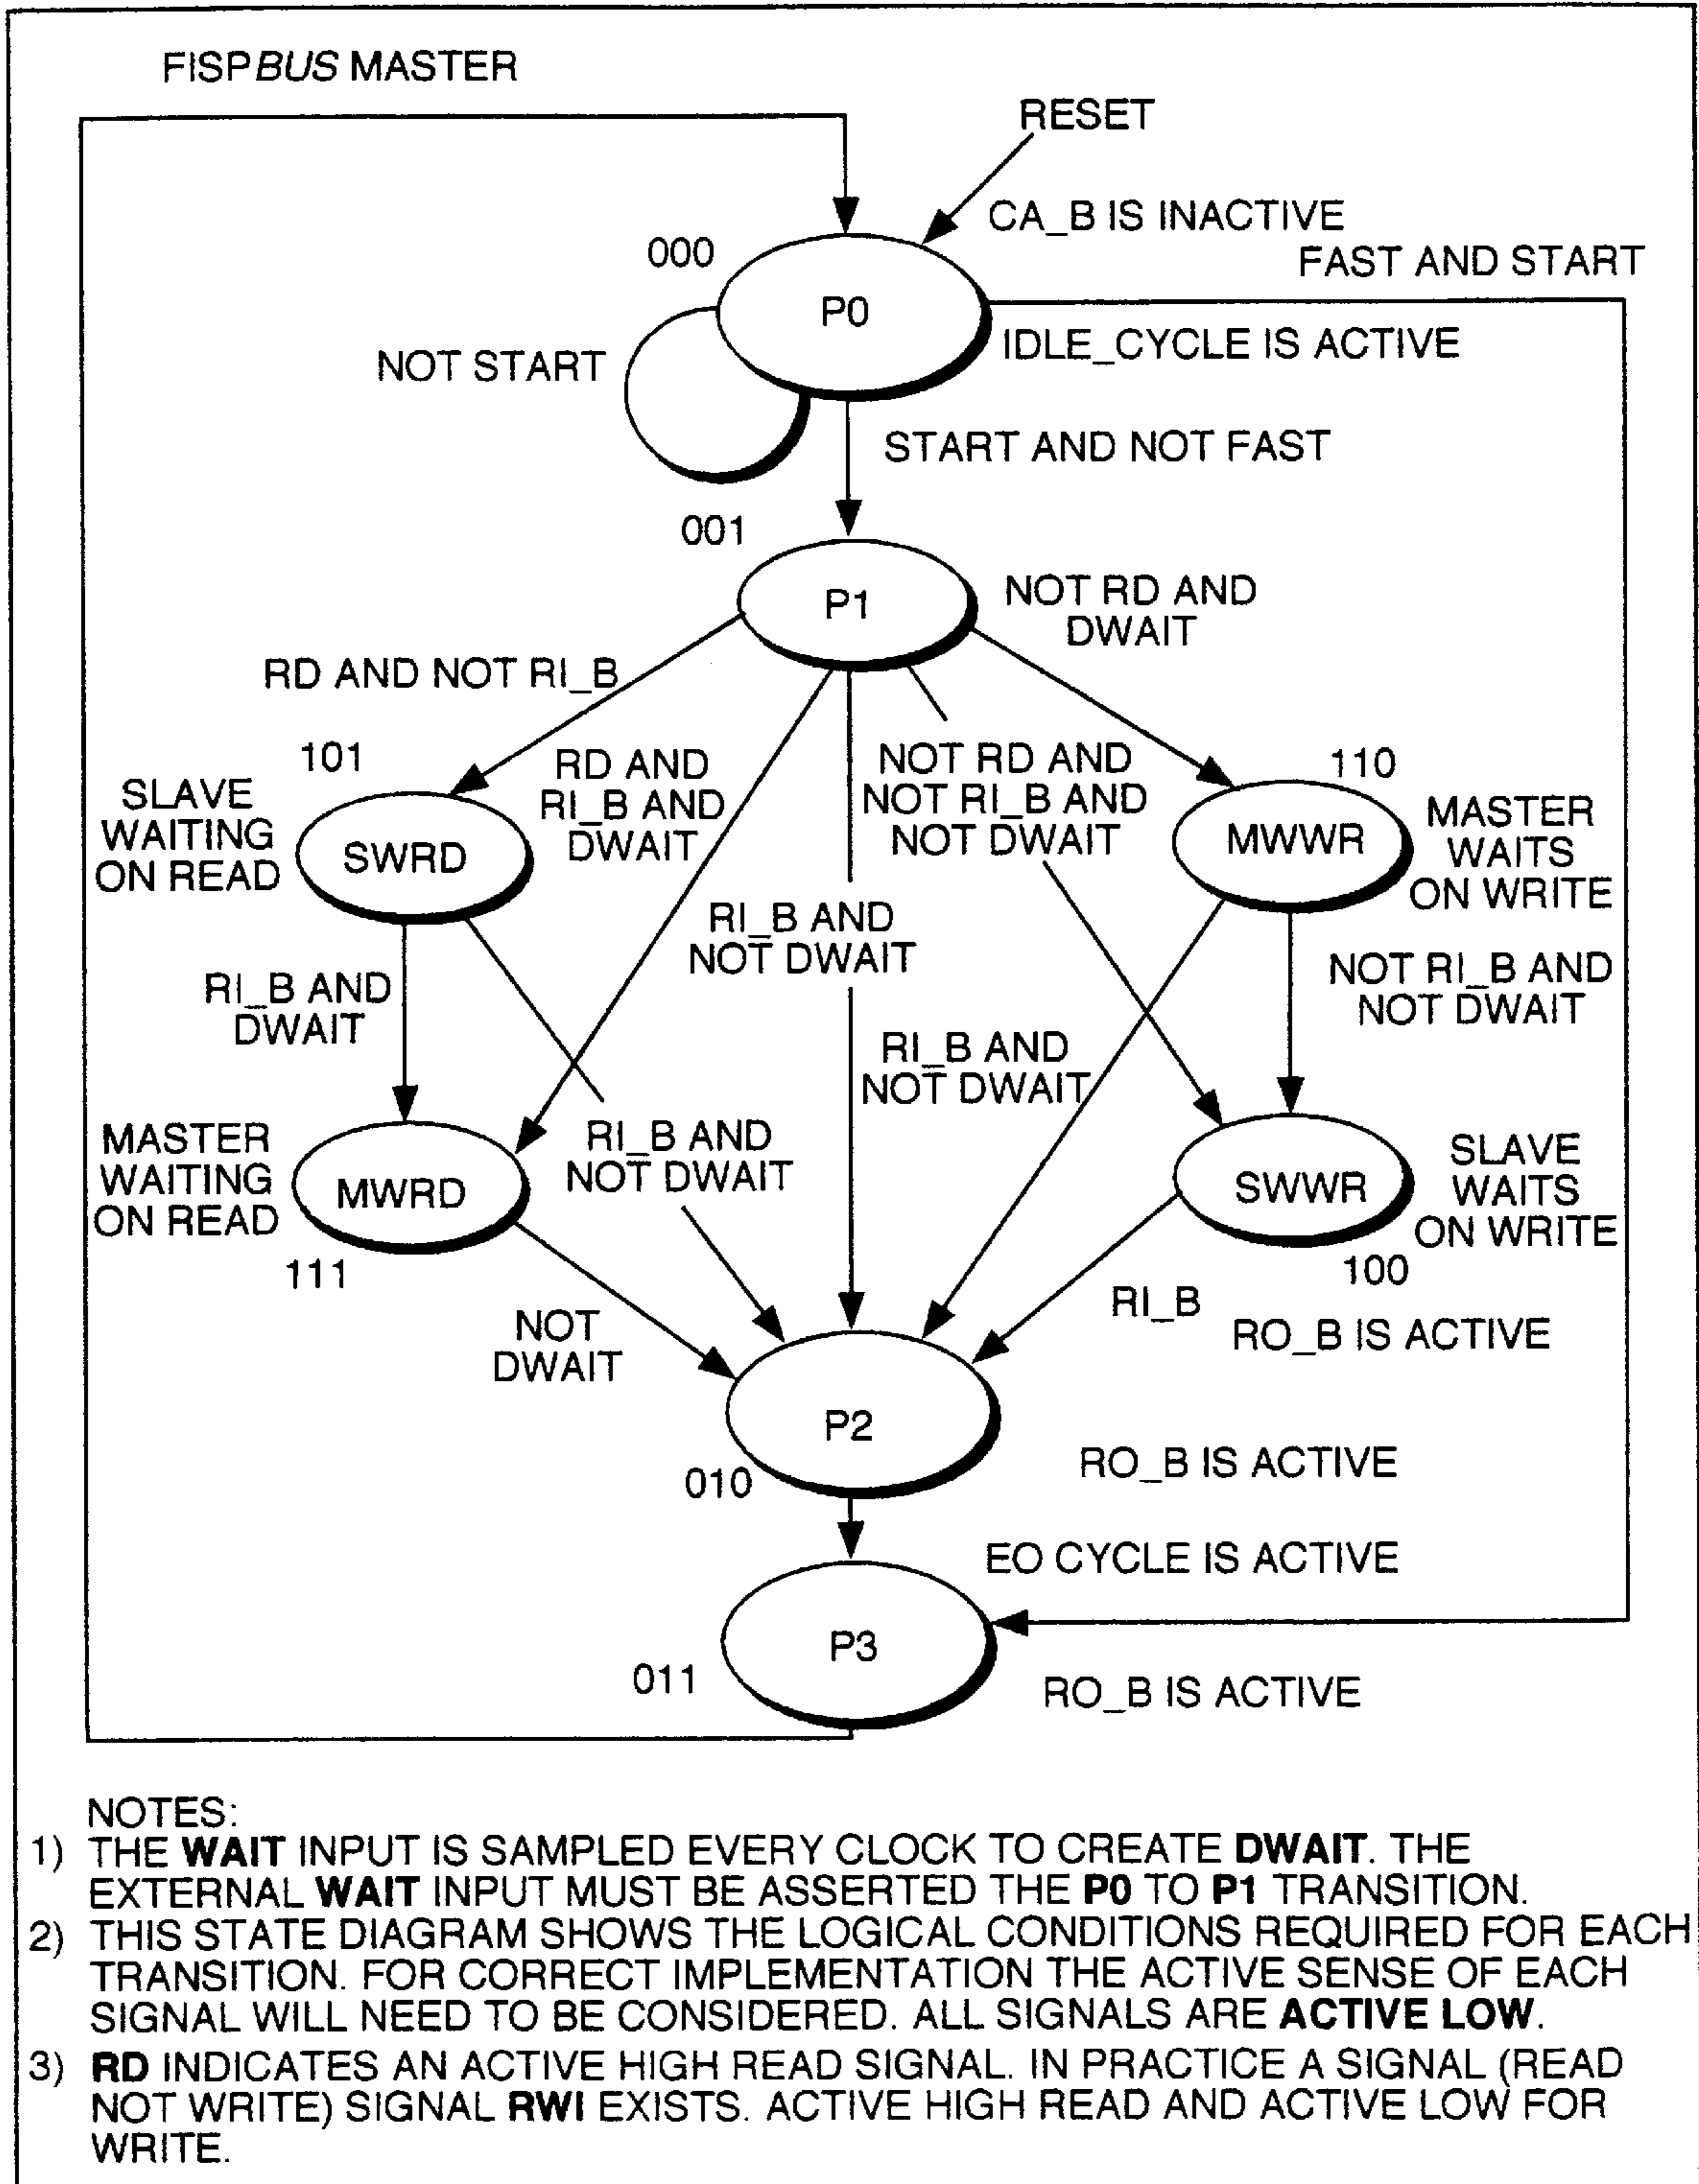 FISPBUS MASTER
RESET
CA_B IS INACTIVE
000
FAST AND START
P0
IDLE_CYCLE IS ACTIVE
NOT START
START AND NOT FAST
001
P1
NOT RD AND
DWAIT
RD AND NOT RI_B
101
SLAVE
WAITING
ON READ
SWRD
RD AND
RI_B AND
DWAIT
NOT RD AND
NOT RI_B AND
NOT DWAIT
110
MWWR
MASTER
WAITS
ON WRITE
RI_B AND
NOT DWAIT
RI_B AND
DWAIT
NOT RI_B AND
NOT DWAIT
RI_B AND
NOT DWAIT
MASTER
WAITING
ON READ
MWRD
111
RI_B AND
NOT DWAIT
SWWR
SLAVE
WAITS
ON WRITE
100
RI_B
RO_B IS ACTIVE
NOT
DWAIT
P2
010
RO_B IS ACTIVE
EO CYCLE IS ACTIVE
P3
011
RO_B IS ACTIVE
NOTES:
1) THE WAIT INPUT IS SAMPLED EVERY CLOCK TO CREATE DWAIT. THE
EXTERNAL WAIT INPUT MUST BE ASSERTED THE P0 TO P1 TRANSITION.
2) THIS STATE DIAGRAM SHOWS THE LOGICAL CONDITIONS REQUIRED FOR EACH
TRANSITION. FOR CORRECT IMPLEMENTATION THE ACTIVE SENSE OF EACH
SIGNAL WILL NEED TO BE CONSIDERED. ALL SIGNALS ARE ACTIVE LOW.
3) RD INDICATES AN ACTIVE HIGH READ SIGNAL. IN PRACTICE A SIGNAL (READ
NOT WRITE) SIGNAL RWI EXISTS. ACTIVE HIGH READ AND ACTIVE LOW FOR
WRITE.